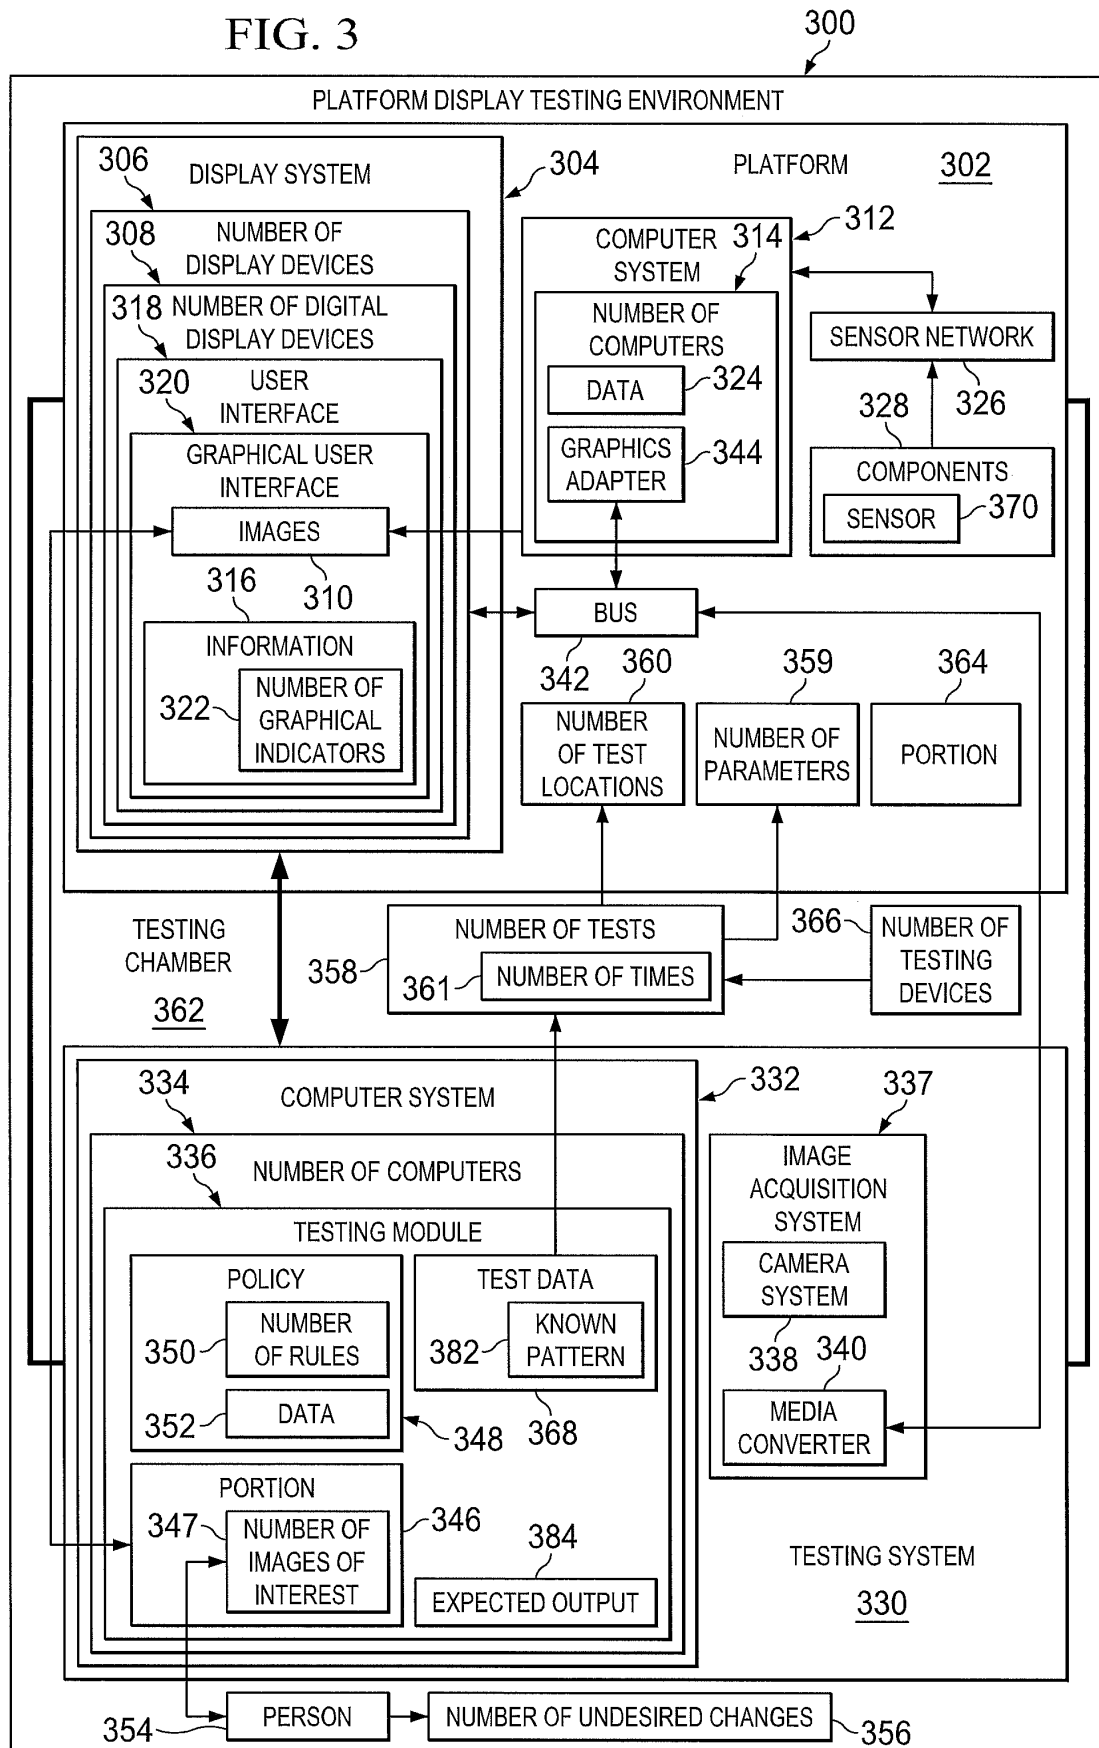 FIG. 3
300
PLATFORM DISPLAY TESTING ENVIRONMENT
306
DISPLAY SYSTEM
304
PLATFORM
302
308
NUMBER OF
DISPLAY DEVICES
318
NUMBER OF DIGITAL
DISPLAY DEVICES
320
USER
INTERFACE
GRAPHICAL USER
INTERFACE
IMAGES
310
316
INFORMATION
322
NUMBER OF
GRAPHICAL
INDICATORS
COMPUTER
SYSTEM
314
312
NUMBER OF
COMPUTERS
DATA
324
GRAPHICS
ADAPTER
344
SENSOR NETWORK
326
328
COMPONENTS
SENSOR
370
BUS
342
360
NUMBER
OF TEST
LOCATIONS
359
NUMBER OF
PARAMETERS
364
PORTION
TESTING
CHAMBER
362
NUMBER OF TESTS
358
361
NUMBER OF TIMES
366
NUMBER OF
TESTING
DEVICES
334
COMPUTER SYSTEM
332
336
NUMBER OF COMPUTERS
TESTING MODULE
POLICY
350
NUMBER
OF RULES
352
DATA
348
TEST DATA
382
KNOWN
PATTERN
368
PORTION
347
NUMBER OF
IMAGES OF
INTEREST
346
384
EXPECTED OUTPUT
337
IMAGE
ACQUISITION
SYSTEM
CAMERA
SYSTEM
338
340
MEDIA
CONVERTER
TESTING SYSTEM
330
354
PERSON
NUMBER OF UNDESIRED CHANGES
356